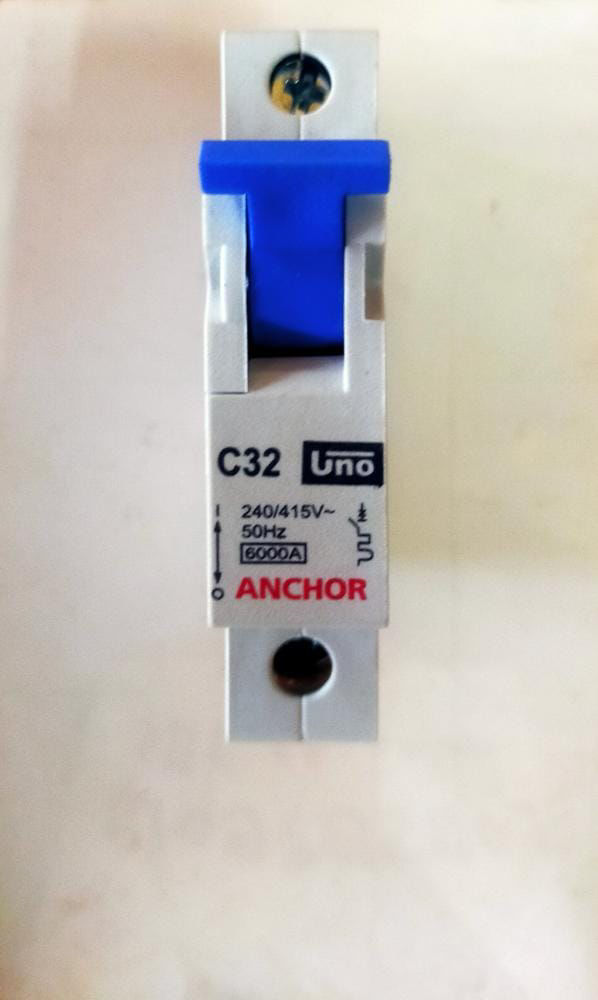 C32 Uno
I 240/415V~
50Hz
6000A
O ANCHOR